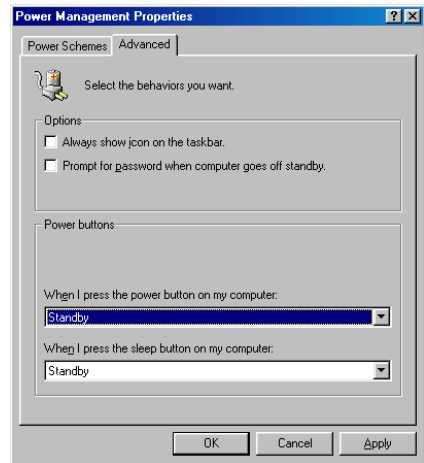 Power Management Properties
Power Schemes Advanced
Select the behaviors you want.
Options
Always show icon on the taskbar.
Prompt for password when computer goes off standby.
Power buttons
When I press the power button on my computer:
Standby
When I press the sleep button on my computer:
Standby
OK Cancel Apply